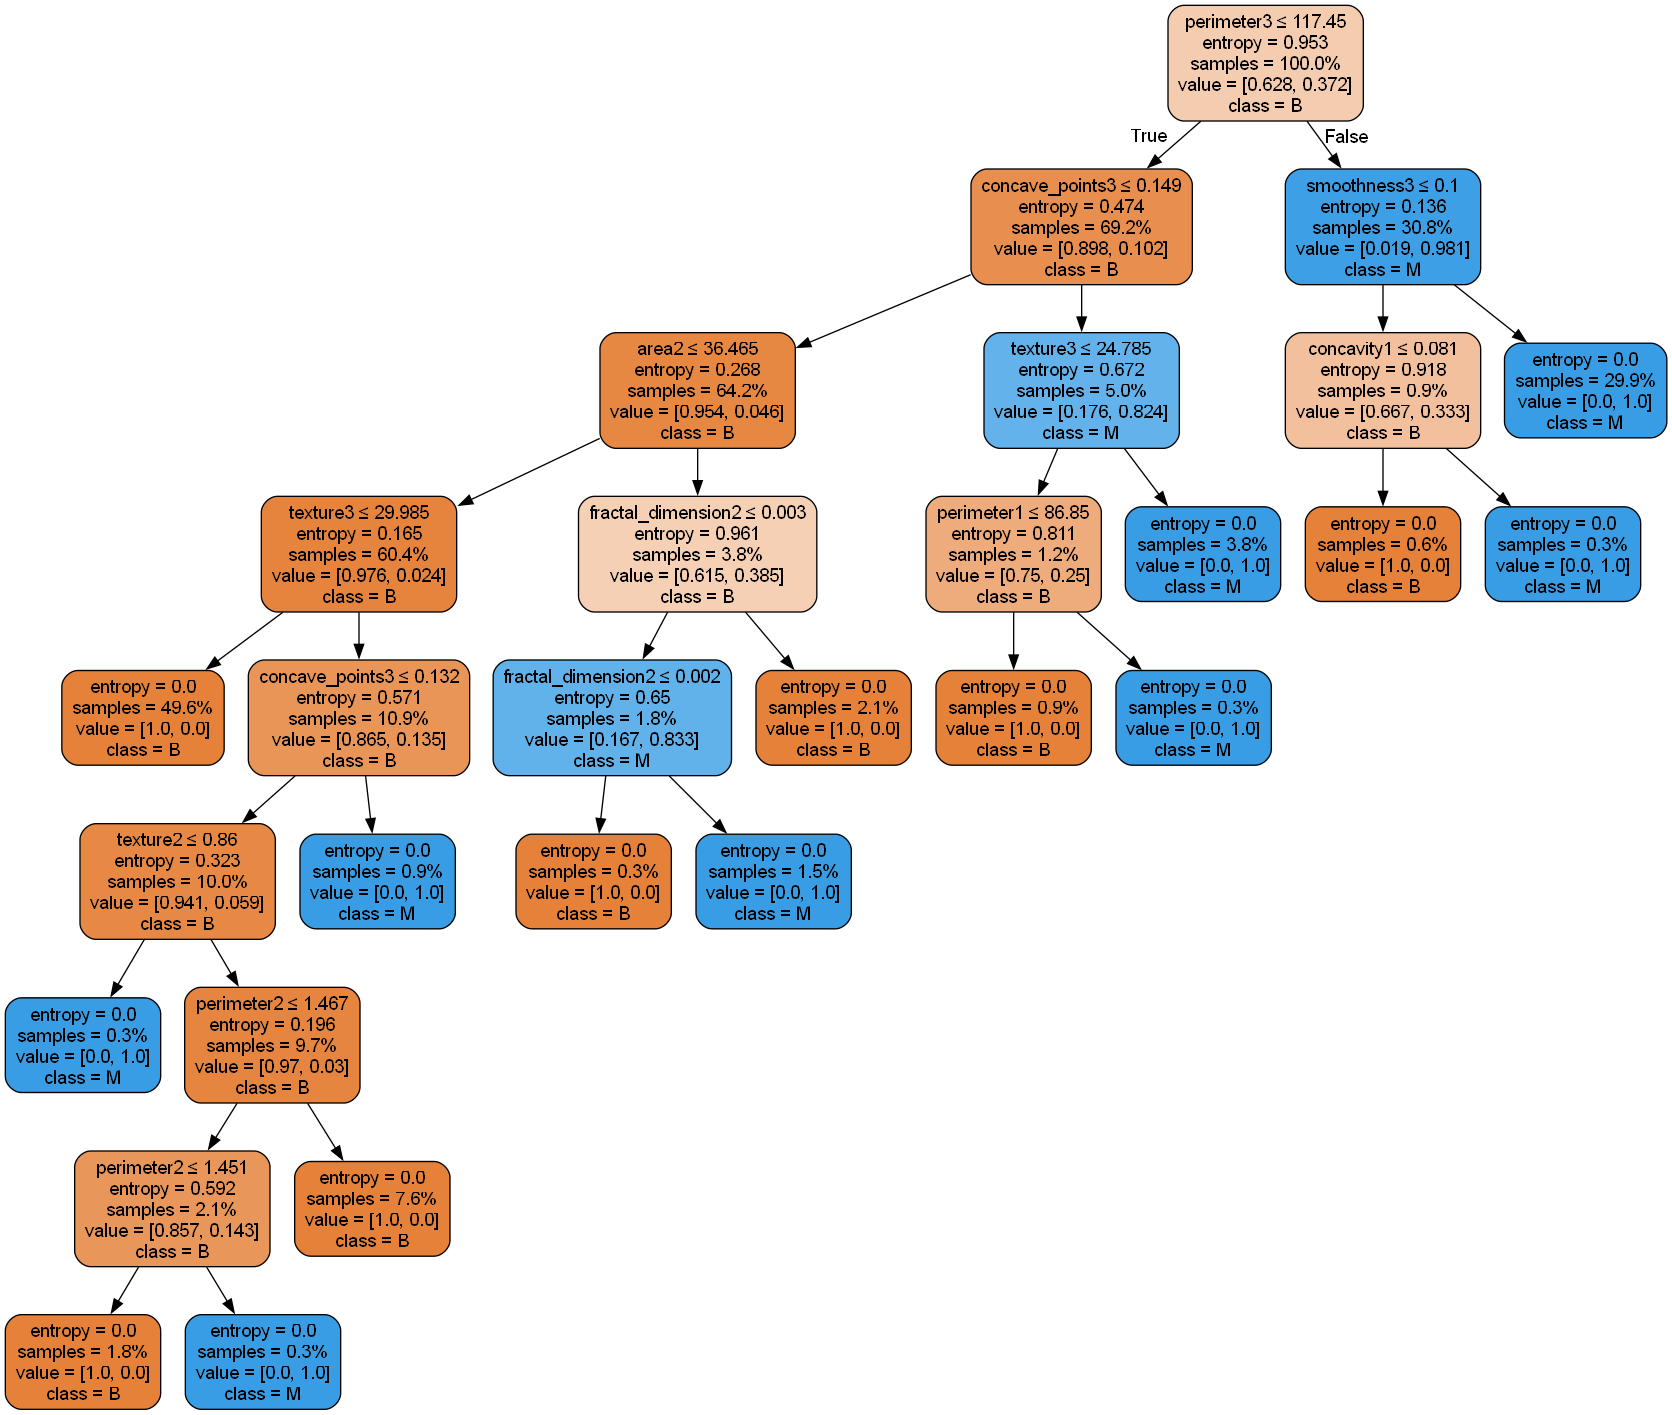 perimeter3 ≤ 117.45
entropy = 0.953
samples = 100.0%
value = [0.628, 0.372]
class = B
True
False
concave_points3 ≤ 0.149
entropy = 0.474
samples = 69.2%
value = [0.898, 0.102]
class = B
smoothness3 ≤ 0.1
entropy = 0.136
samples = 30.8%
value = [0.019, 0.981]
class = M
area2 ≤ 36.465
entropy = 0.268
samples = 64.2%
value = [0.954, 0.046]
class = B
texture3 ≤ 24.785
entropy = 0.672
samples = 5.0%
value = [0.176, 0.824]
class = M
concavity1 ≤ 0.081
entropy = 0.918
samples = 0.9%
value = [0.667, 0.333]
class = B
entropy = 0.0
samples = 29.9%
value = [0.0, 1.0]
class = M
texture3 ≤ 29.985
entropy = 0.165
samples = 60.4%
value = [0.976, 0.024]
class = B
fractal_dimension2 ≤ 0.003
entropy = 0.961
samples = 3.8%
value = [0.615, 0.385]
class = B
perimeter1 ≤ 86.85
entropy = 0.811
samples = 1.2%
value = [0.75, 0.25]
class = B
entropy = 0.0
samples = 3.8%
value = [0.0, 1.0]
class = M
entropy = 0.0
samples = 0.6%
value = [1.0, 0.0]
class = B
entropy = 0.0
samples = 0.3%
value = [0.0, 1.0]
class = M
entropy = 0.0
samples = 49.6%
value = [1.0, 0.0]
class = B
concave_points3 ≤ 0.132
entropy = 0.571
samples = 10.9%
value = [0.865, 0.135]
class = B
fractal_dimension2 ≤ 0.002
entropy = 0.65
samples = 1.8%
value = [0.167, 0.833]
class = M
entropy = 0.0
samples = 2.1%
value = [1.0, 0.0]
class = B
entropy = 0.0
samples = 0.9%
value = [1.0, 0.0]
class = B
entropy = 0.0
samples = 0.3%
value = [0.0, 1.0]
class = M
texture2 ≤ 0.86
entropy = 0.323
samples = 10.0%
value = [0.941, 0.059]
class = B
entropy = 0.0
samples = 0.9%
value = [0.0, 1.0]
class = M
entropy = 0.0
samples = 0.3%
value = [1.0, 0.0]
class = B
entropy = 0.0
samples = 1.5%
value = [0.0, 1.0]
class = M
entropy = 0.0
samples = 0.3%
value = [0.0, 1.0]
class = M
perimeter2 ≤ 1.467
entropy = 0.196
samples = 9.7%
value = [0.97, 0.03]
class = B
perimeter2 ≤ 1.451
entropy = 0.592
samples = 2.1%
value = [0.857, 0.143]
class = B
entropy = 0.0
samples = 7.6%
value = [1.0, 0.0]
class = B
entropy = 0.0
samples = 1.8%
value = [1.0, 0.0]
class = B
entropy = 0.0
samples = 0.3%
value = [0.0, 1.0]
class = M